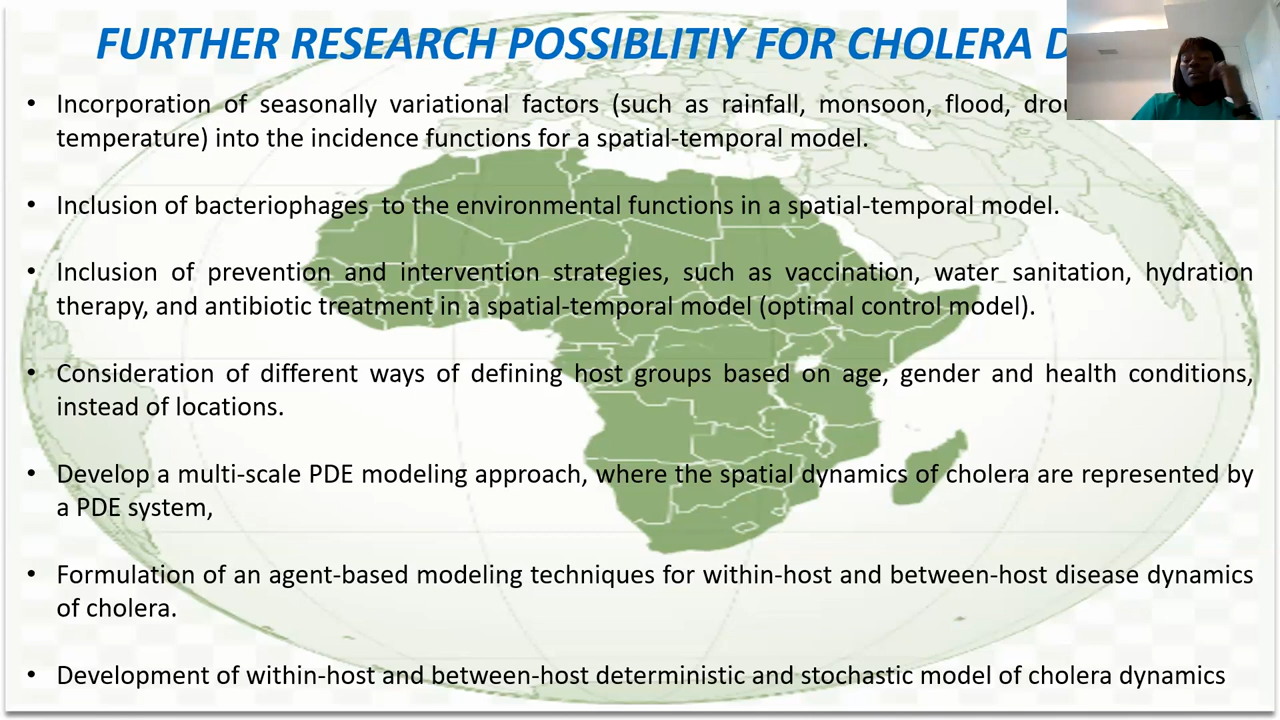 FURTHER RESEARCH POSSIBLITIY FOR CHOLERA
• Incorporation of seasonally variational factors (such as rainfall, monsoon, flood,
temperature) into the incidence functions for a spatial-temporal model.
• Inclusion of bacteriophages to the environmental functions in a spatial-temporal model.
• Inclusion of prevention and intervention strategies, such as vaccination, water sanitation, hydration
therapy, and antibiotic treatment in a spatial-temporal model (optimal control model).
• Consideration of different ways of defining host groups based on age, gender and health conditions,
instead of locations.
• Develop a multi-scale PDE modeling approach, where the spatial dynamics of cholera are represented by
a PDE system,
• Formulation of an agent-based modeling techniques for within-host and between-host disease dynamics
of cholera.
• Development of within-host and between-host deterministic and stochastic model of cholera dynamics